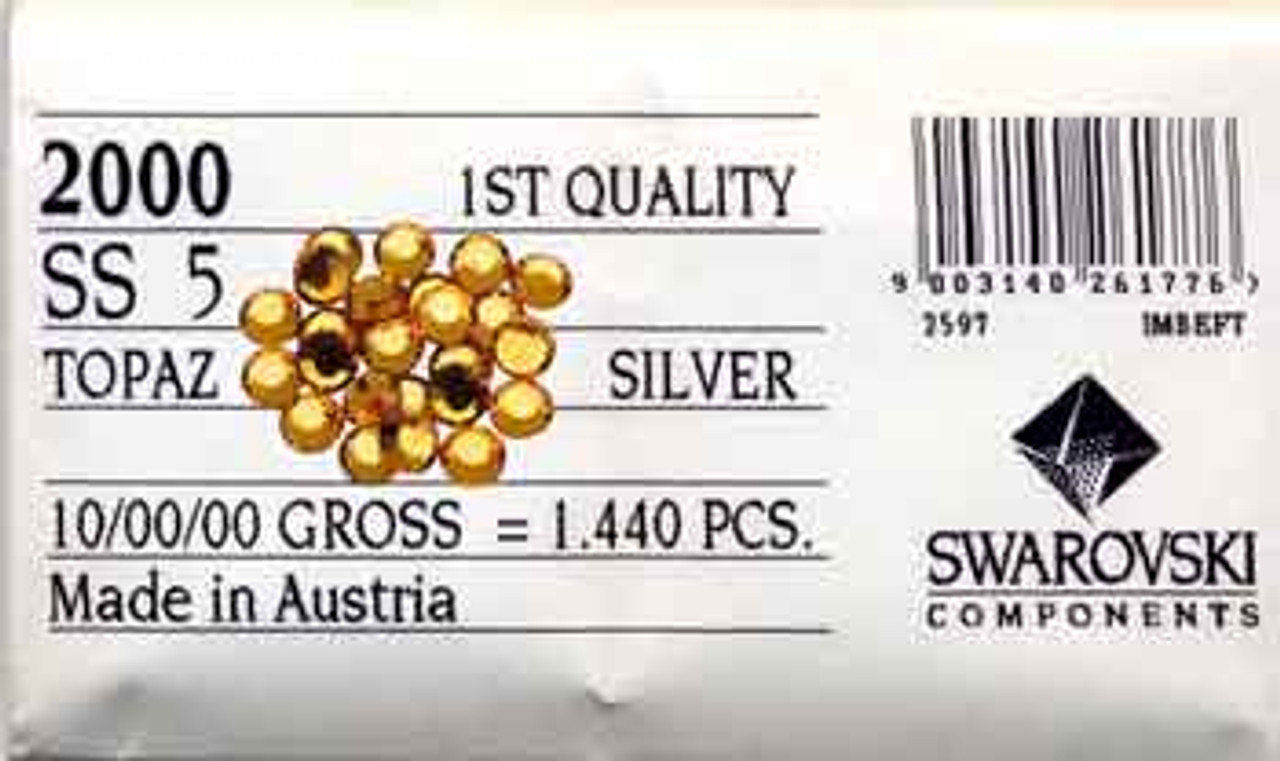 2000 1ST QUALITY
SS 5
TOPAZ SILVER
10/00/00 GROSS = 1.440 PCS.
Made in Austria
9 003140 261776 >
2597 IMBEFT
SWAROVSKI
COMPONENTS